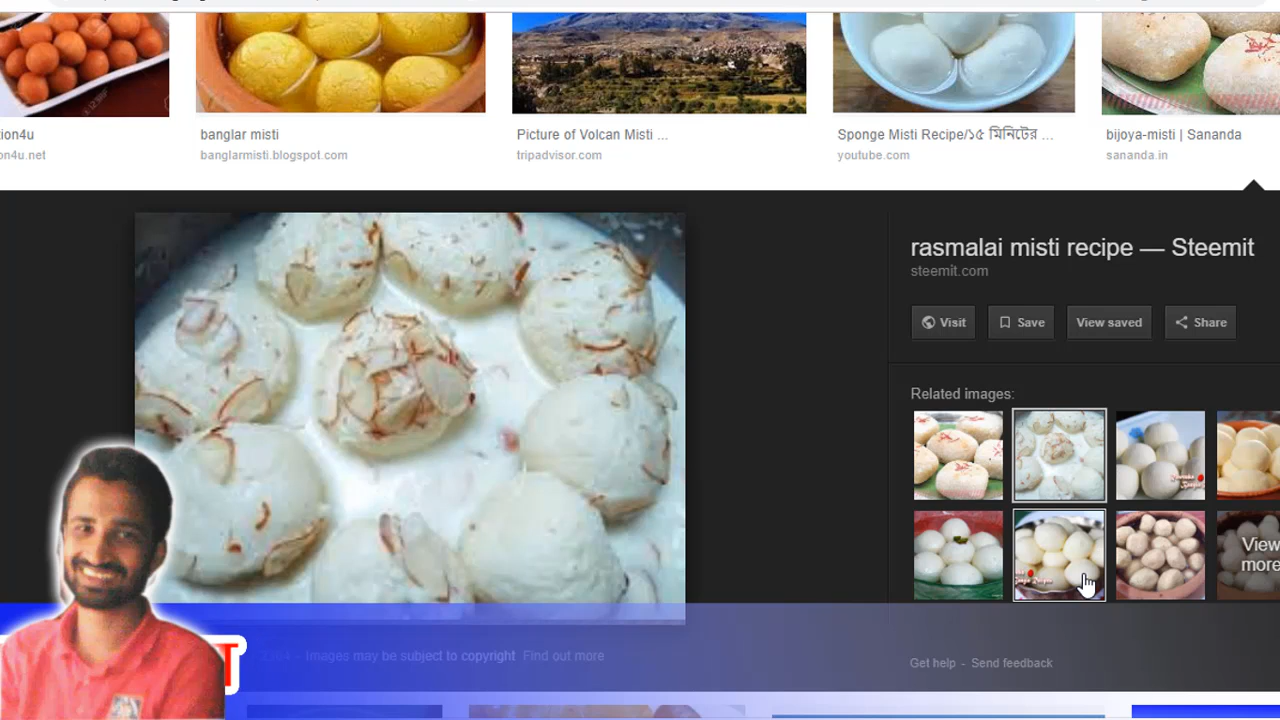 tion4u
on4u.net
banglar misti
banglarmisti.blogspot.com
Picture of Volcan Misti ...
tripadvisor.com
Sponge Misti Recipe/১৫ মিনিটের ...
youtube.com
bijoya-misti | Sananda
sananda.in
rasmalai misti recipe — Steemit
steemit.com
Visit
Save
View saved
Share
Related images:
View
more
Images may be subject to copyright
Find out more
Get help - Send feedback
T